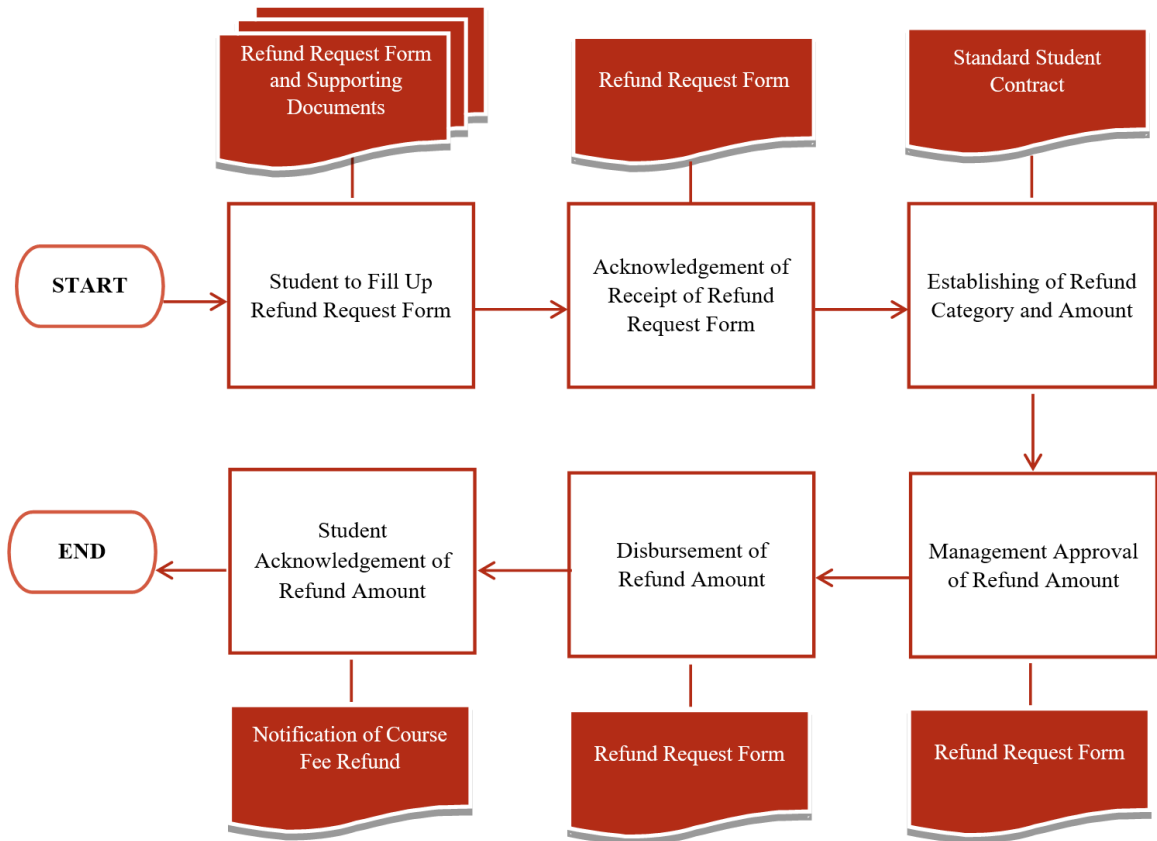 Refund Request Form
and Supporting
Documents
Refund Request Form
Standard Student
Contract
START
Student to Fill Up
Refund Request Form
Acknowledgement of
Receipt of Refund
Request Form
Establishing of Refund
Category and Amount
END
Student
Acknowledgement of
Refund Amount
Disbursement of
Refund Amount
Management Approval
of Refund Amount
Notification of Course
Fee Refund
Refund Request Form
Refund Request Form